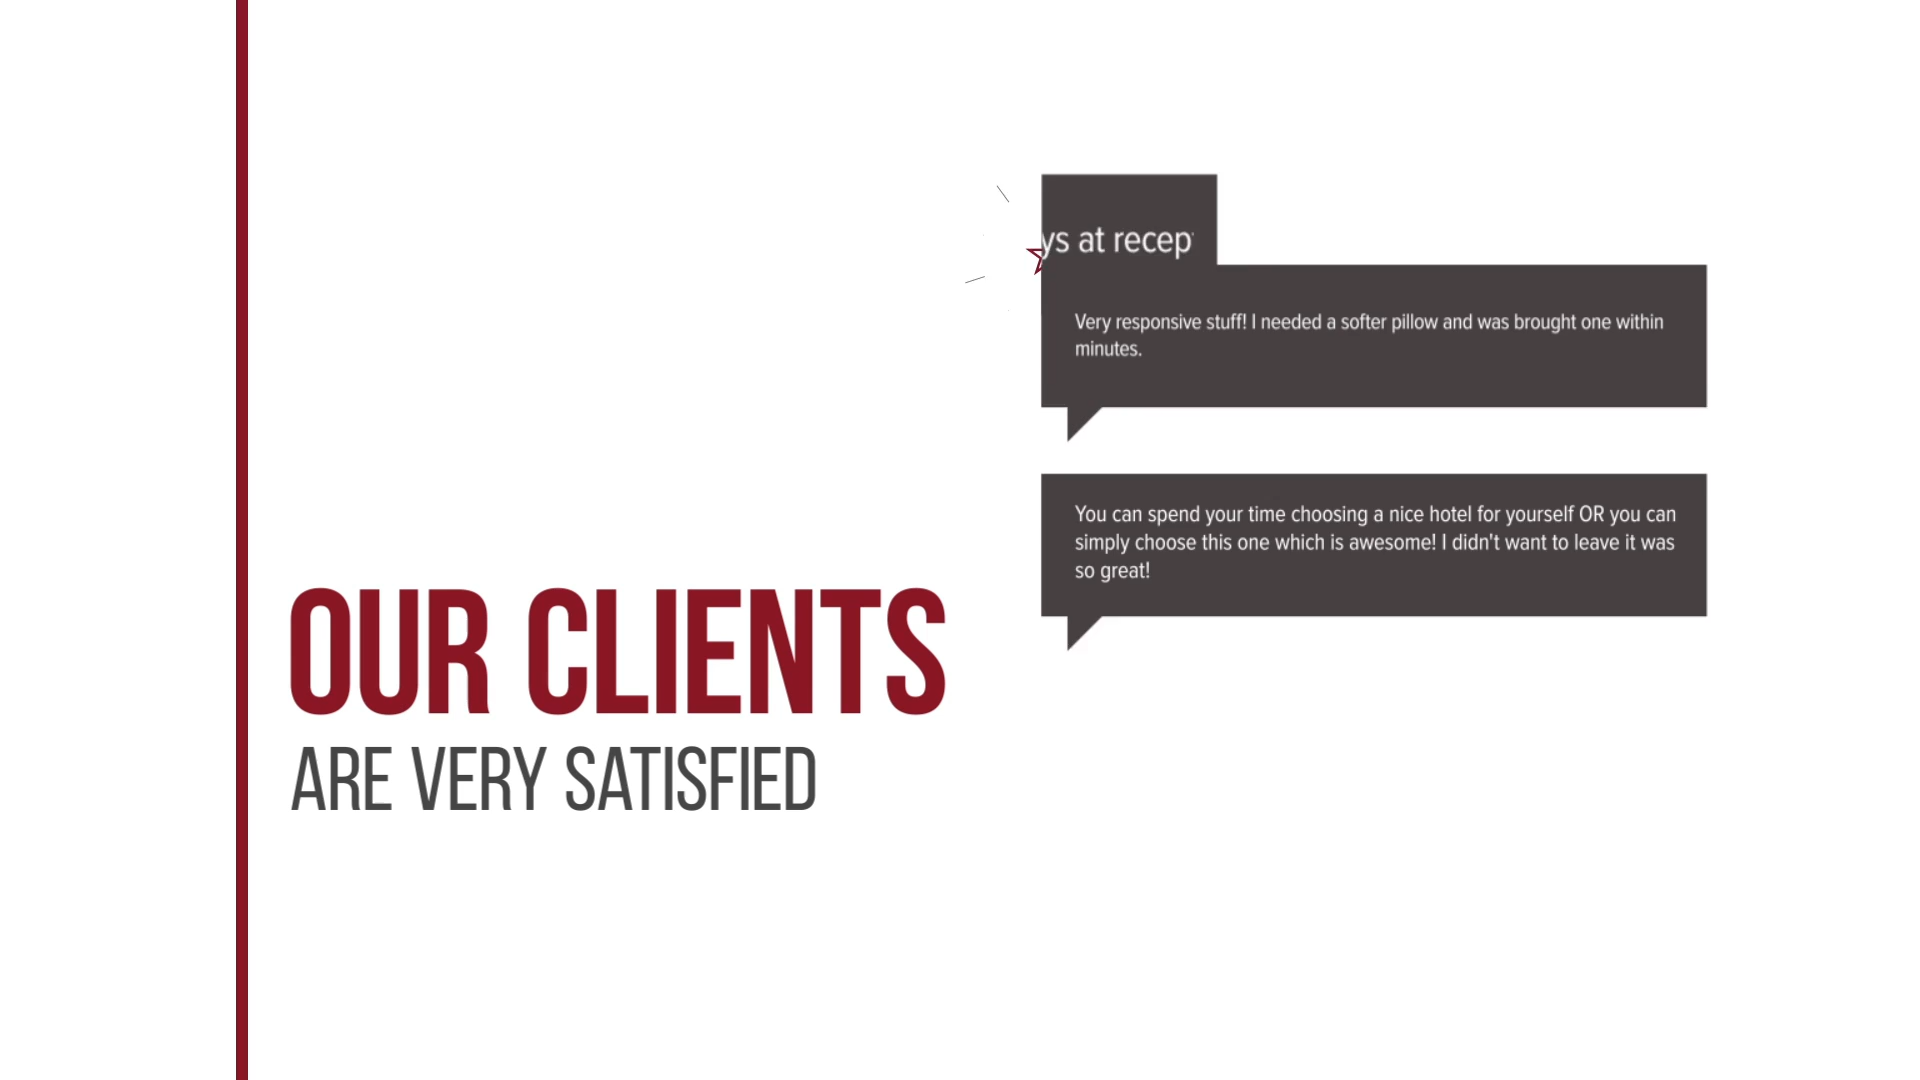 OUR CLIENTS
ARE VERY SATISFIED
at
Very responsive stuff! I needed a softer pillow and was brought one within
minutes.
You can spend your time choosing a nice hotel for yourself OR you can
simply choose this one which is awesome! I didn't want to leave it was
so great!